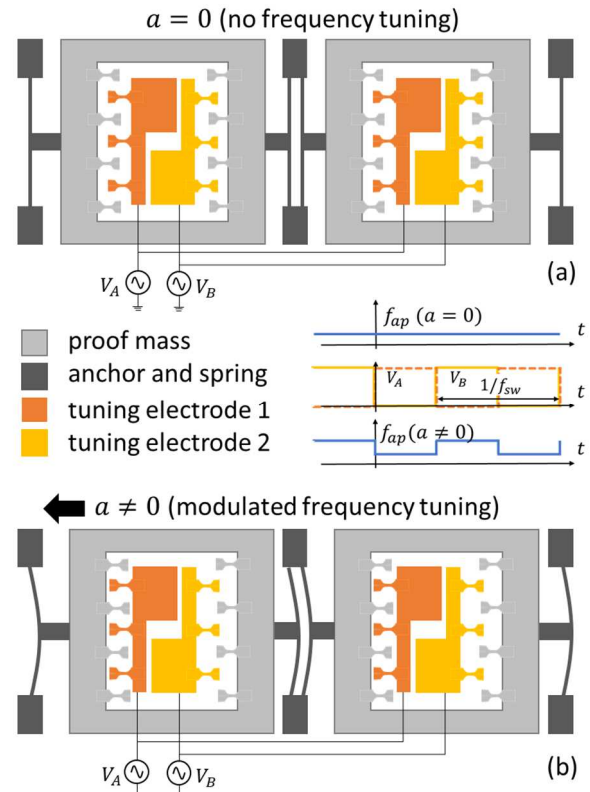 a = 0 (no frequency tuning)
V_A
V_B
(a)
f_ap (a = 0)
t
V_A
V_B
1/f_sw
t
f_ap(a ≠ 0)
t
proof mass
anchor and spring
tuning electrode 1
tuning electrode 2
a ≠ 0 (modulated frequency tuning)
V_A
V_B
(b)